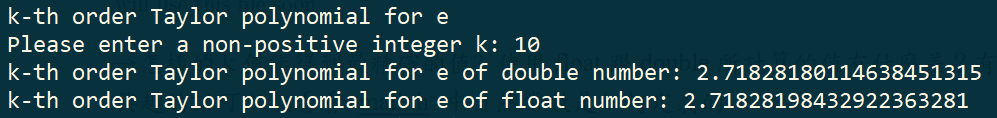 k-th order Taylor polynomial for e
Please enter a non-positive integer k: 10
k-th order Taylor polynomial for e of double number: 2.71828180114638451315
k-th order Taylor polynomial for e of float number: 2.71828198432922363281